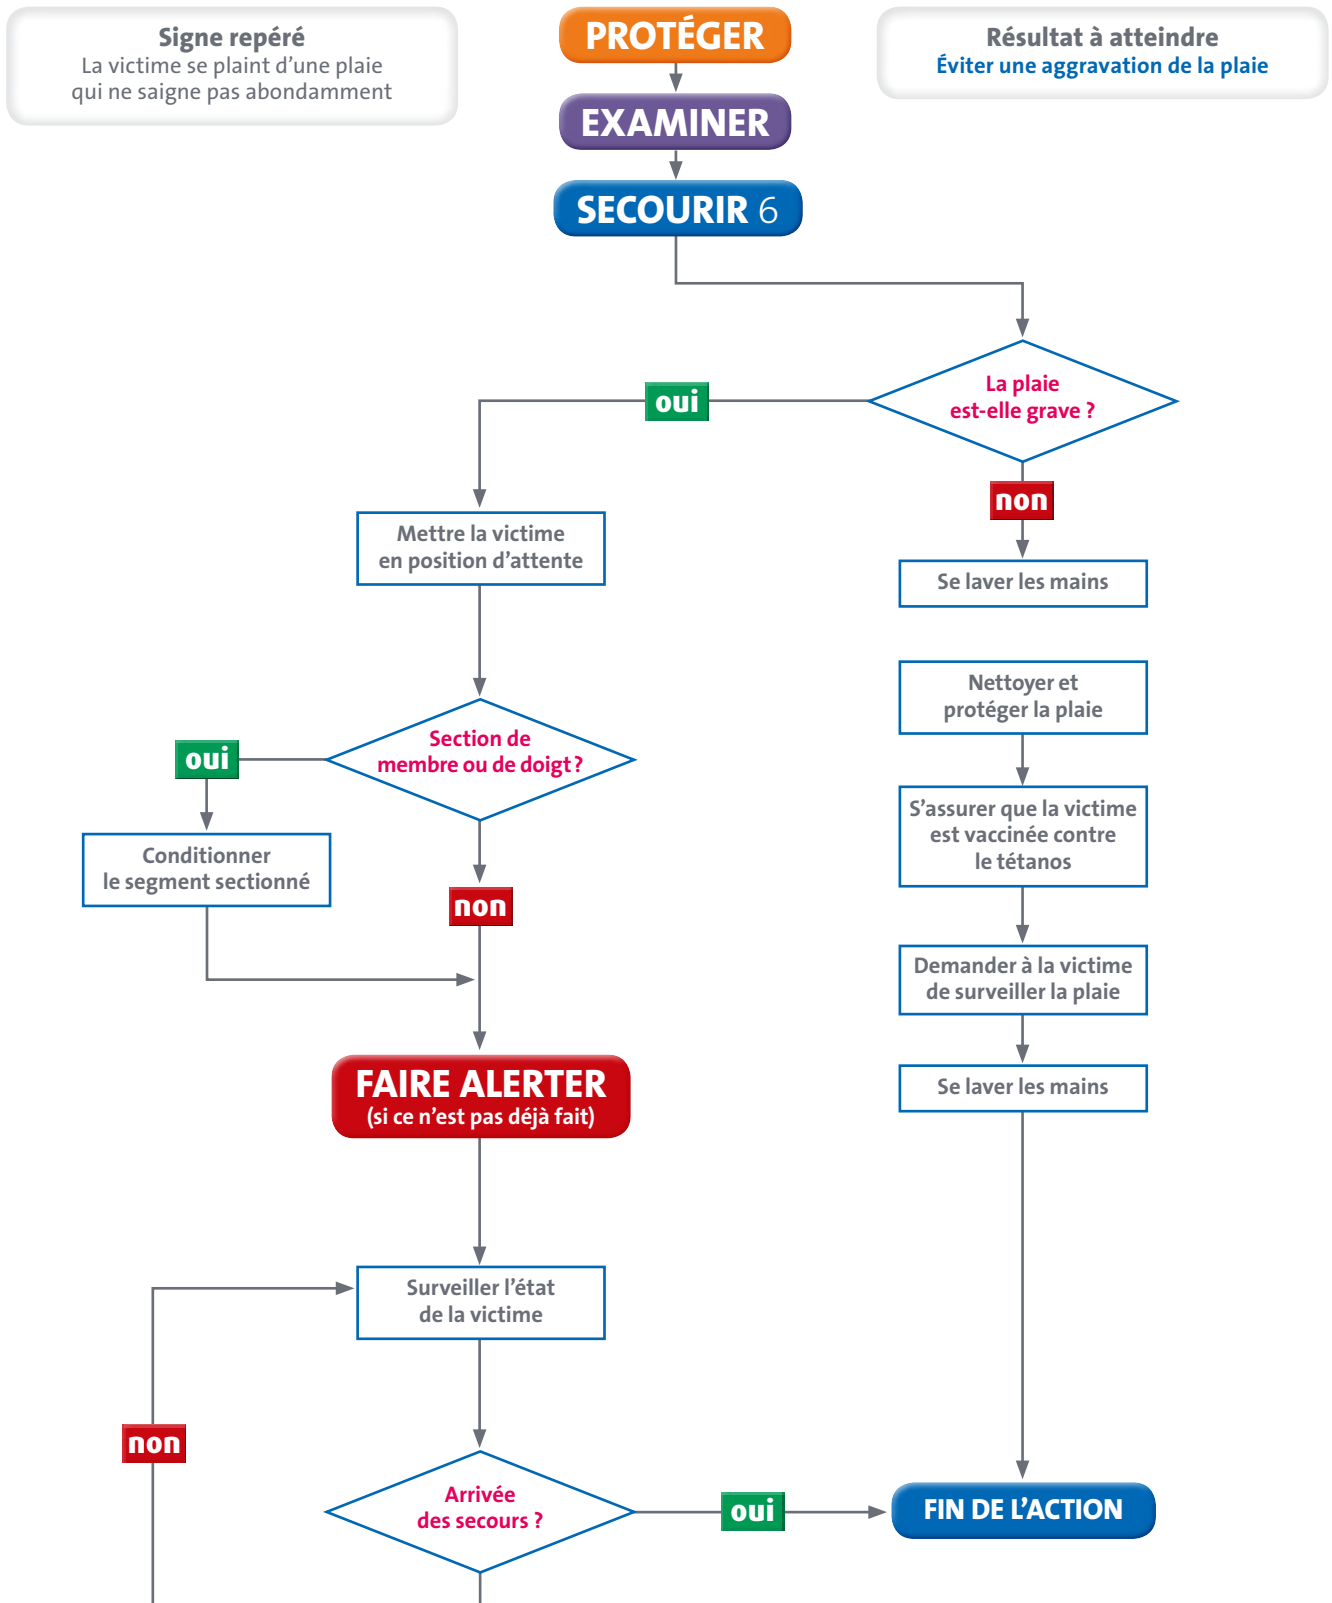 Signe repéré
La victime se plaint d’une plaie
qui ne saigne pas abondamment
PROTÉGER
Résultat à atteindre
Éviter une aggravation de la plaie
EXAMINER
SECOURIR 6
La plaie
est-elle grave ?
oui
non
Mettre la victime
en position d’attente
Se laver les mains
Nettoyer et
protéger la plaie
Section de
membre ou de doigt ?
oui
S’assurer que la victime
est vaccinée contre
le tétanos
Conditionner
le segment sectionné
non
Demander à la victime
de surveiller la plaie
FAIRE ALERTER
(si ce n’est pas déjà fait)
Se laver les mains
Surveiller l’état
de la victime
non
Arrivée
des secours ?
oui
FIN DE L’ACTION